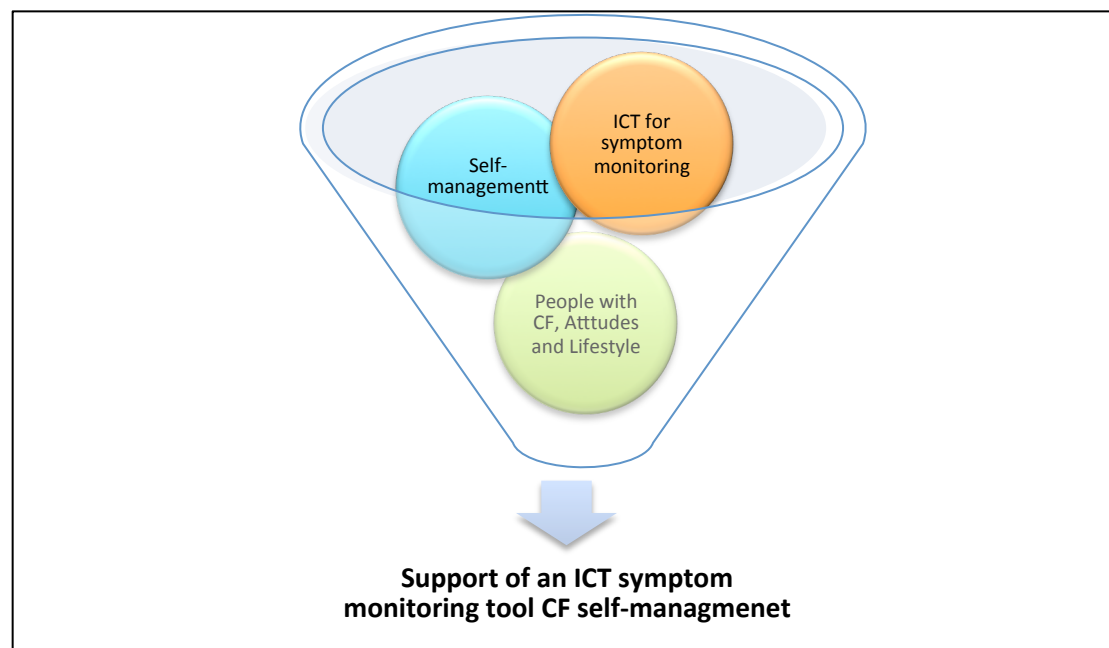 ICT for
symptom
monitoring
Self-
managementt
People with
CF, Atttudes
and Lifestyle
Support of an ICT symptom
monitoring tool CF self-managmenet